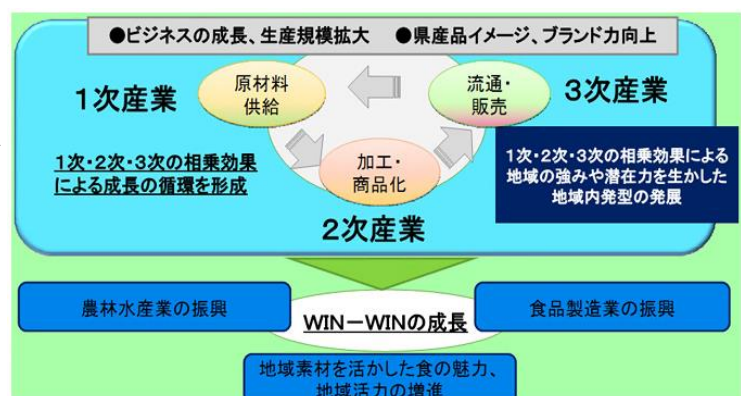 ●ビジネスの成長、生産規模拡大 ●県産品イメージ、ブランド力向上
1次産業
原材料
供給
流通・
販売
3次産業
1次・2次・3次の相乗効果
による成長の循環を形成
加工・
商品化
1次・2次・3次の相乗効果による
地域の強みや潜在力を生かした
地域内発型の発展
2次産業
農林水産業の振興
WIN-WINの成長
食品製造業の振興
地域素材を活かした食の魅力、
地域活力の増進